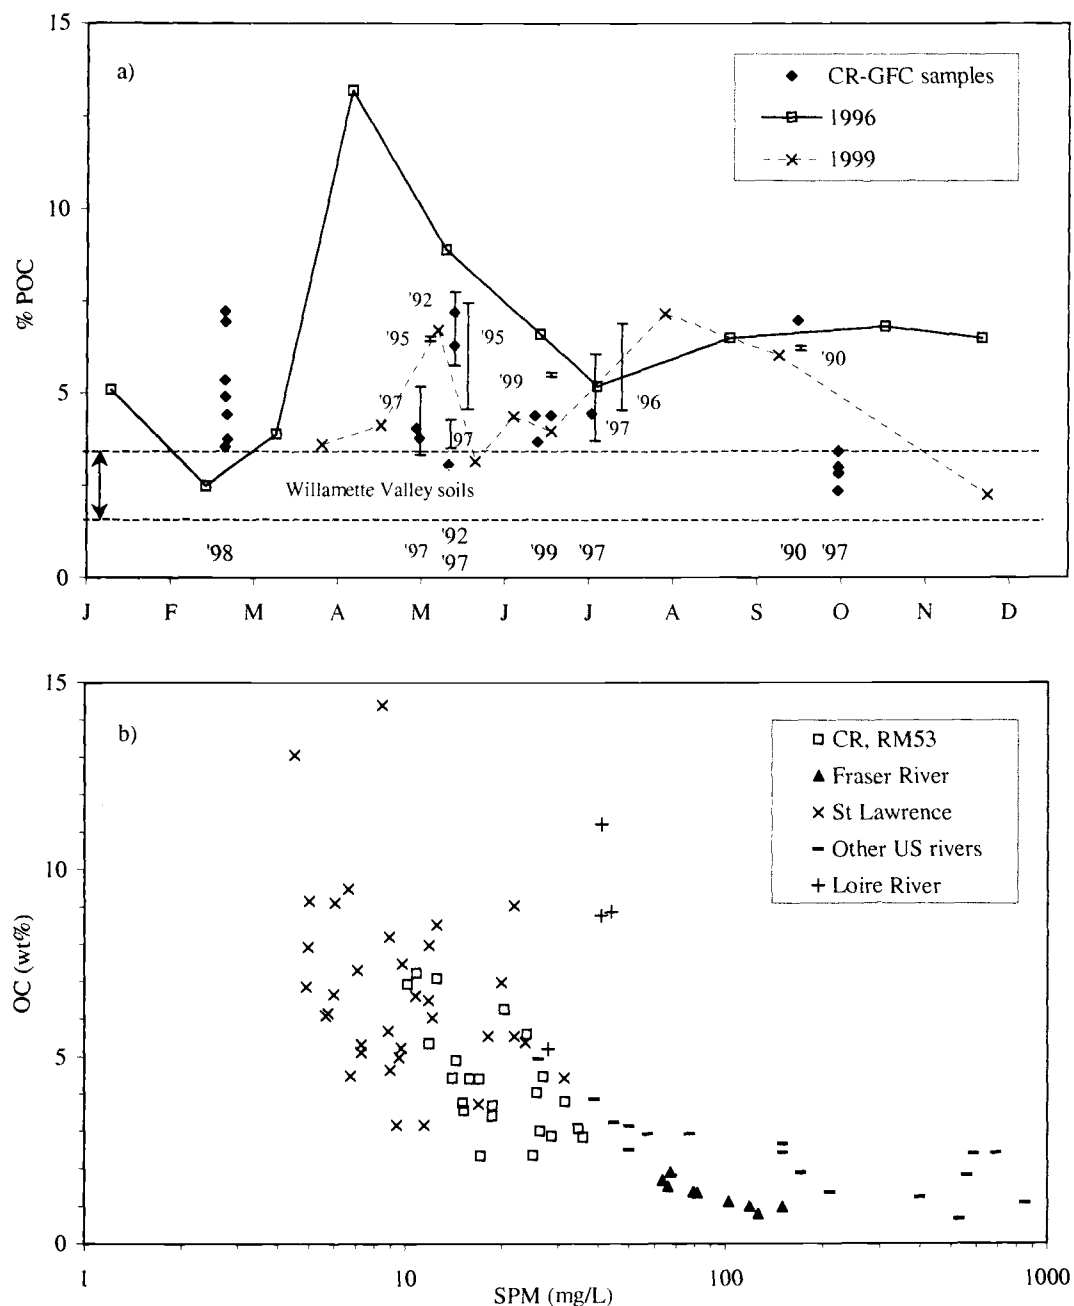 15
a)
CR-GFC samples
1996
1999
10
% POC
'92
'95
'95
'99
'90
5
'97
'96
'97
'97
Willamette Valley soils
'98
'97
'92
'97
'99
'97
'90
'97
0
J F M A M J J A S O N D
15
b)
CR, RM53
Fraser River
St Lawrence
Other US rivers
Loire River
10
OC (wt%)
5
0
1 10 100 1000
SPM (mg/L)